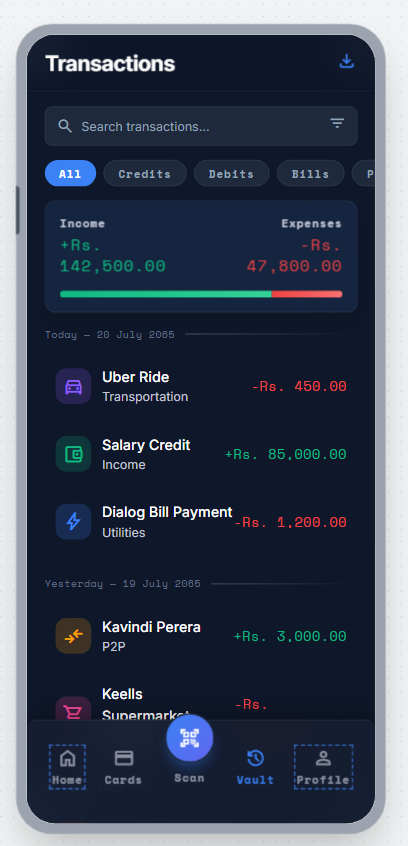 Transactions
Search transactions...
All Credits Debits Bills P
Income Expenses
+Rs. -Rs.
142,500.00 47,800.00
Today — 20 July 2065
Uber Ride
Transportation
-Rs. 450.00
Salary Credit
Income
+Rs. 85,000.00
Dialog Bill Payment
Utilities
-Rs. 1,200.00
Yesterday — 19 July 2065
Kavindi Perera
P2P
+Rs. 3,000.00
Keells
Supermarket
-Rs.
Home Cards Scan Vault Profile